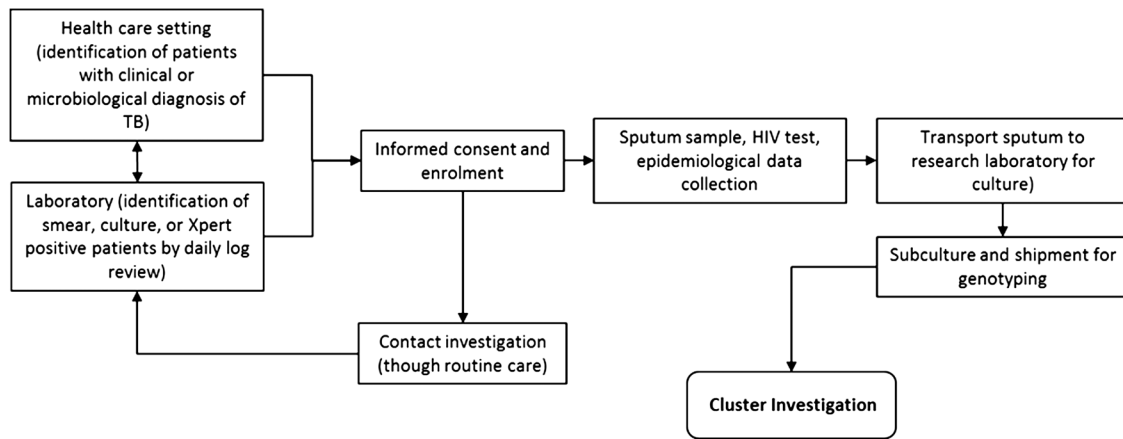 Health care setting
(identification of patients
with clinical or
microbiological diagnosis of
TB)
Laboratory (identification of
smear, culture, or Xpert
positive patients by daily log
review)
Informed consent and
enrolment
Contact investigation
(though routine care)
Sputum sample, HIV test,
epidemiological data
collection
Transport sputum to
research laboratory for
culture)
Subculture and shipment for
genotyping
Cluster Investigation